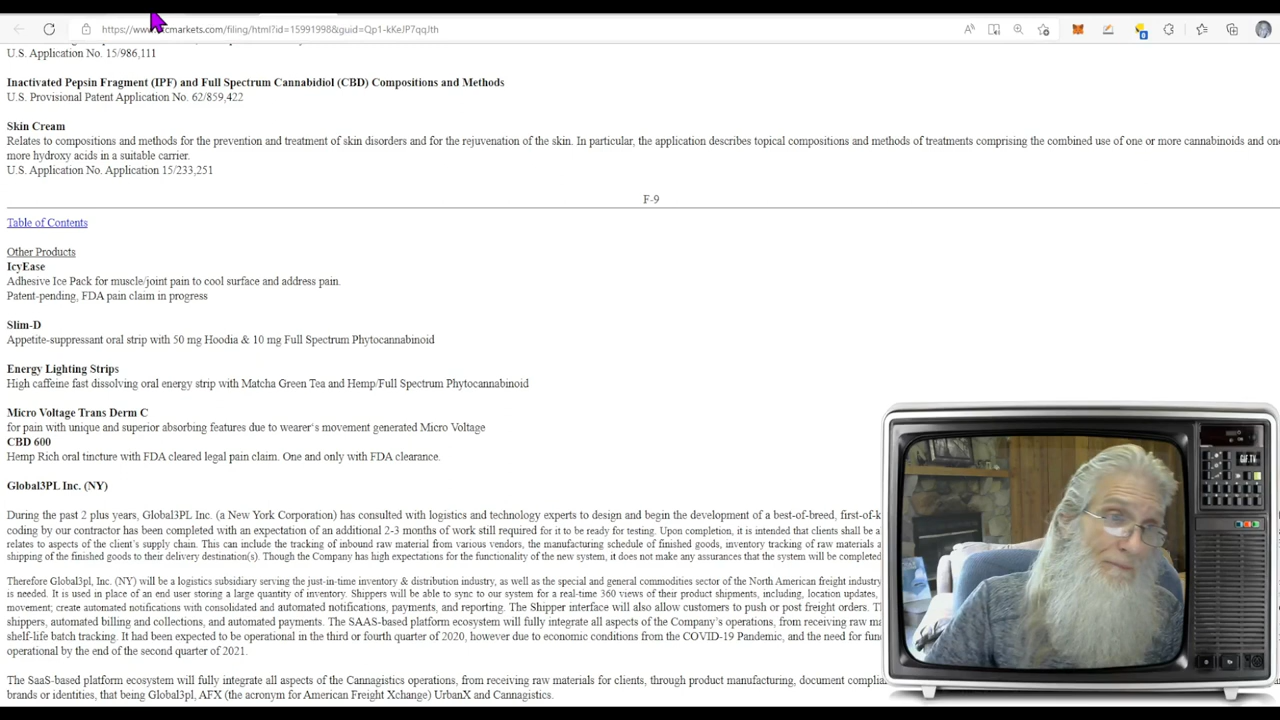 https://www.otcmarkets.com/filing/html?id=15991998&guid=Qp1-kKeJP7qqJth
U.S. Application No. 15/986,111
Inactivated Pepsin Fragment (IPF) and Full Spectrum Cannabidiol (CBD) Compositions and Methods
U.S. Provisional Patent Application No. 62/859,422
Skin Cream
Relates to compositions and methods for the prevention and treatment of skin disorders and for the rejuvenation of the skin. In particular, the application describes topical compositions and methods of treatments comprising the combined use of one or more cannabinoids and one
more hydroxy acids in a suitable carrier.
U.S. Application No. Application 15/233,251
F-9
Table of Contents
Other Products
IcyEase
Adhesive Ice Pack for muscle/joint pain to cool surface and address pain.
Patent-pending, FDA pain claim in progress
Slim-D
Appetite-suppressant oral strip with 50 mg Hoodia & 10 mg Full Spectrum Phytocannabinoid
Energy Lighting Strips
High caffeine fast dissolving oral energy strip with Matcha Green Tea and Hemp/Full Spectrum Phytocannabinoid
Micro Voltage Trans Derm C
for pain with unique and superior absorbing features due to wearer's movement generated Micro Voltage
CBD 600
Hemp Rich oral tincture with FDA cleared legal pain claim. One and only with FDA clearance.
Global3PL Inc. (NY)
During the past 2 plus years, Global3PL Inc. (a New York Corporation) has consulted with logistics and technology experts to design and begin the development of a best-of-breed, first-of-k
coding by our contractor has been completed with an expectation of an additional 2-3 months of work still required for it to be ready for testing. Upon completion, it is intended that clients shall be a
relates to aspects of the client's supply chain. This can include the tracking of inbound raw material from various vendors, the manufacturing schedule of finished goods, inventory tracking of raw materials a
shipping of the finished goods to their delivery destination(s). Though the Company has high expectations for the functionality of the new system, it does not make any assurances that the system will be completed
Therefore Global3pl, Inc. (NY) will be a logistics subsidiary serving the just-in-time inventory & distribution industry, as well as the special and general commodities sector of the North American freight industry
is needed. It is used in place of an end user storing a large quantity of inventory. Shippers will be able to sync to our system for a real-time 360 views of their product shipments, including, location updates,
movement; create automated notifications with consolidated and automated notifications, payments, and reporting. The Shipper interface will also allow customers to push or post freight orders. T
shippers, automated billing and collections, and automated payments. The SAAS-based platform ecosystem will fully integrate all aspects of the Company's operations, from receiving raw ma
shelf-life batch tracking. It had been expected to be operational in the third or fourth quarter of 2020, however due to economic conditions from the COVID-19 Pandemic, and the need for fun
operational by the end of the second quarter of 2021.
The SaaS-based platform ecosystem will fully integrate all aspects of the Cannagistics operations, from receiving raw materials for clients, through product manufacturing, document complia
brands or identities, that being Global3pl, AFX (the acronym for American Freight Xchange) UrbanX and Cannagistics.
GIF.TV